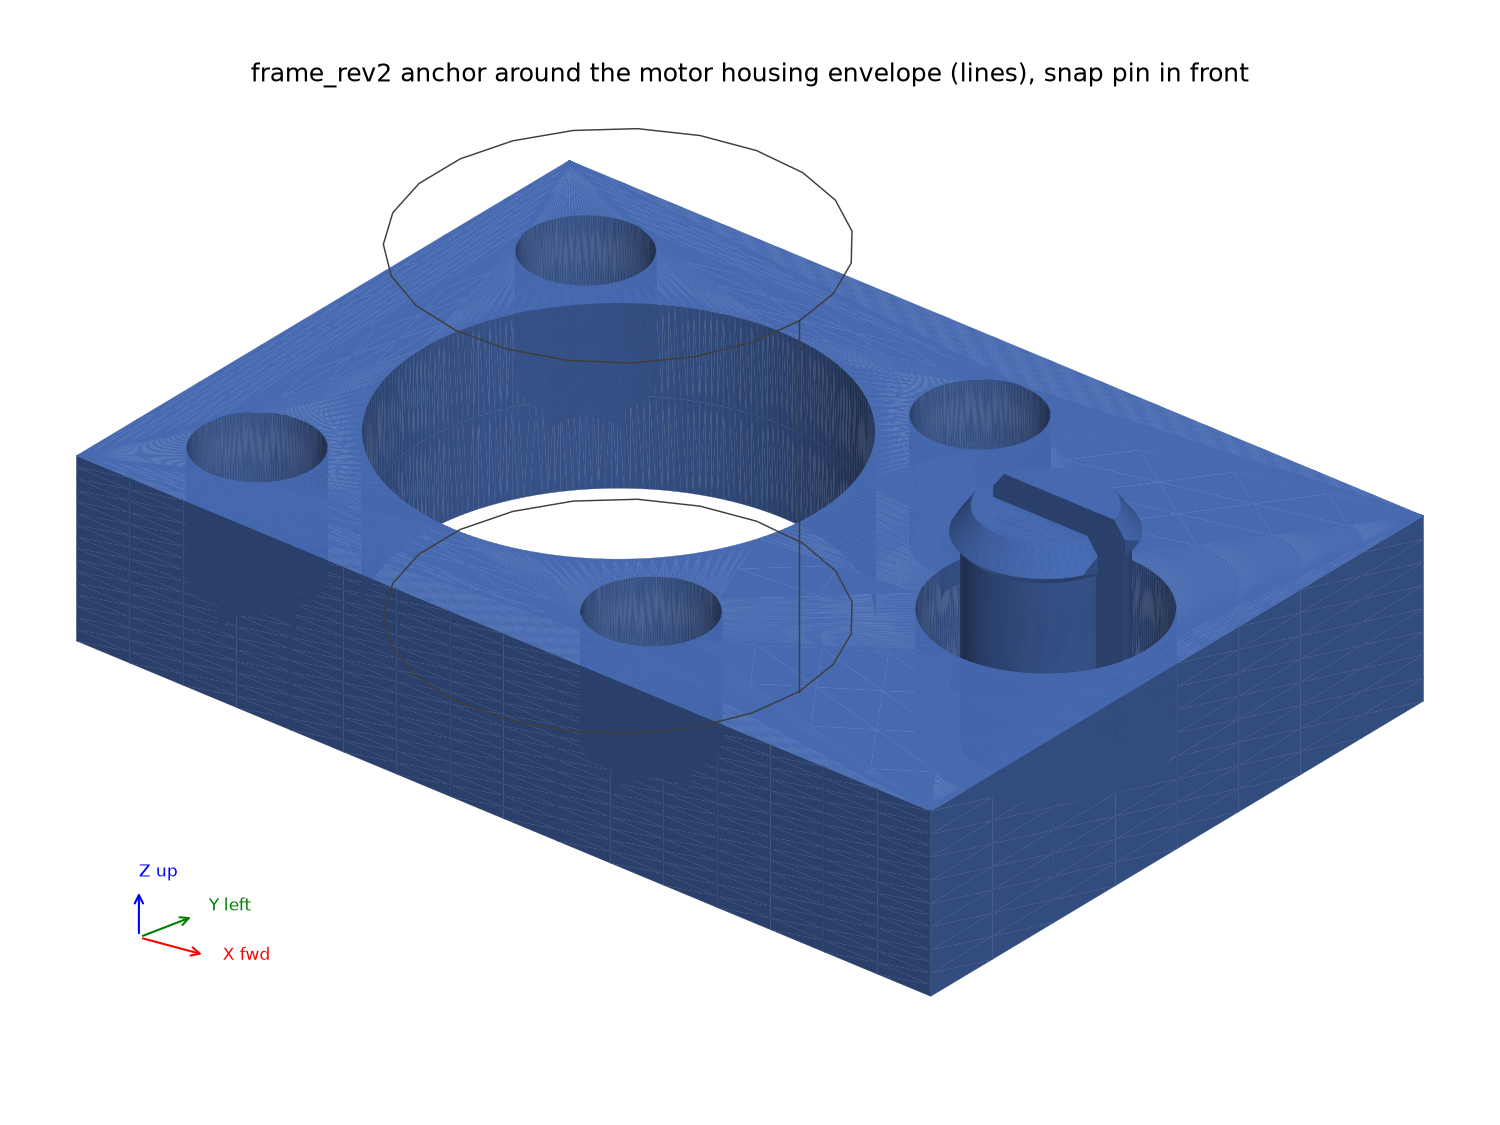 frame_rev2 anchor around the motor housing envelope (lines), snap pin in front
Z up
Y left
X fwd